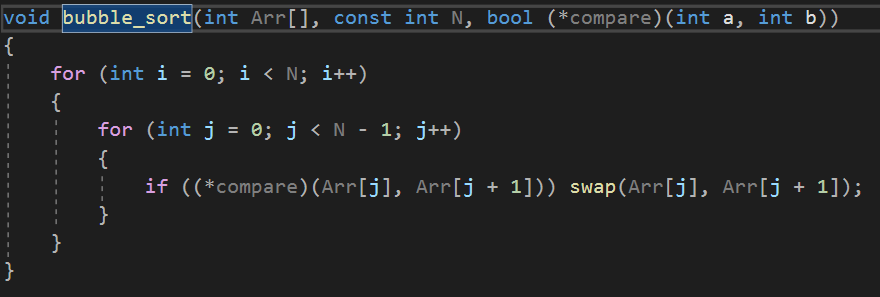 void bubble_sort(int Arr[], const int N, bool (*compare)(int a, int b))
{
for (int i = 0; i < N; i++)
{
for (int j = 0; j < N - 1; j++)
{
if ((*compare)(Arr[j], Arr[j + 1])) swap(Arr[j], Arr[j + 1]);
}
}
}